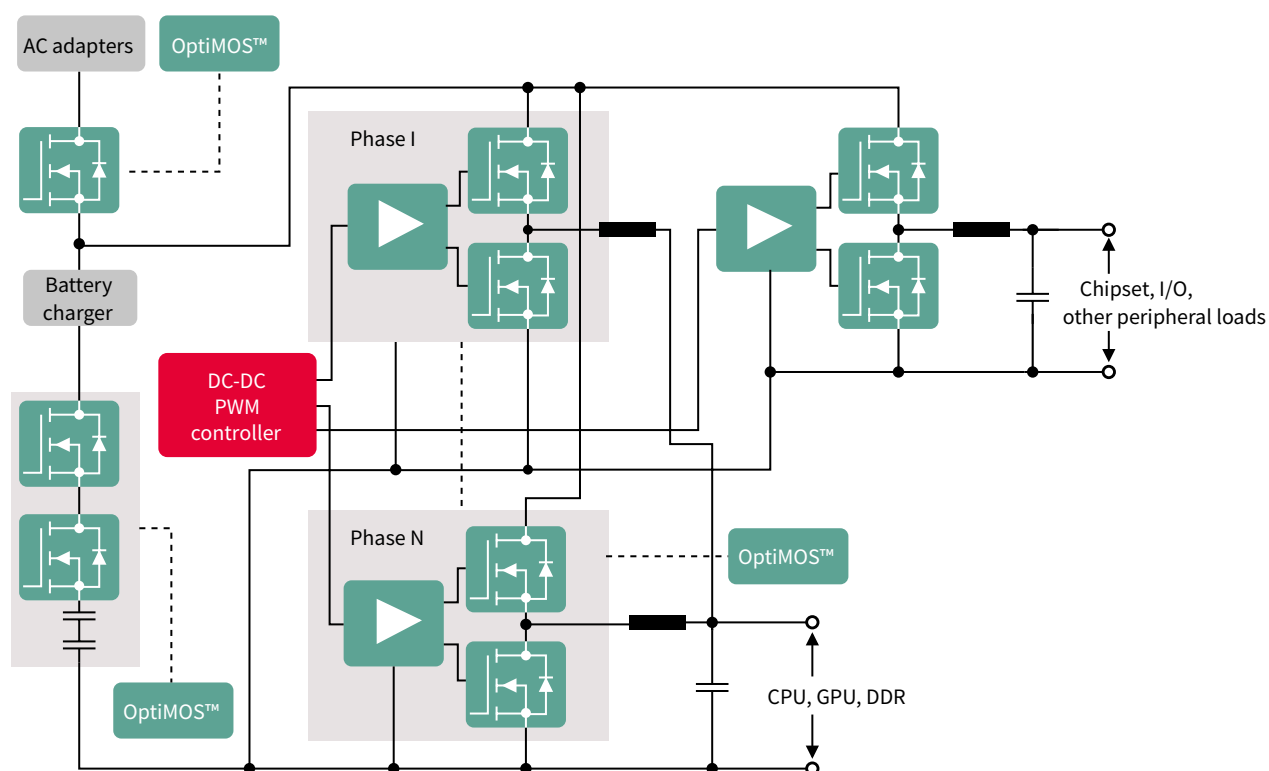 AC adapters
OptiMOS™
Phase I
Battery
charger
Chipset, I/O,
other peripheral loads
DC-DC
PWM
controller
Phase N
OptiMOS™
CPU, GPU, DDR
OptiMOS™